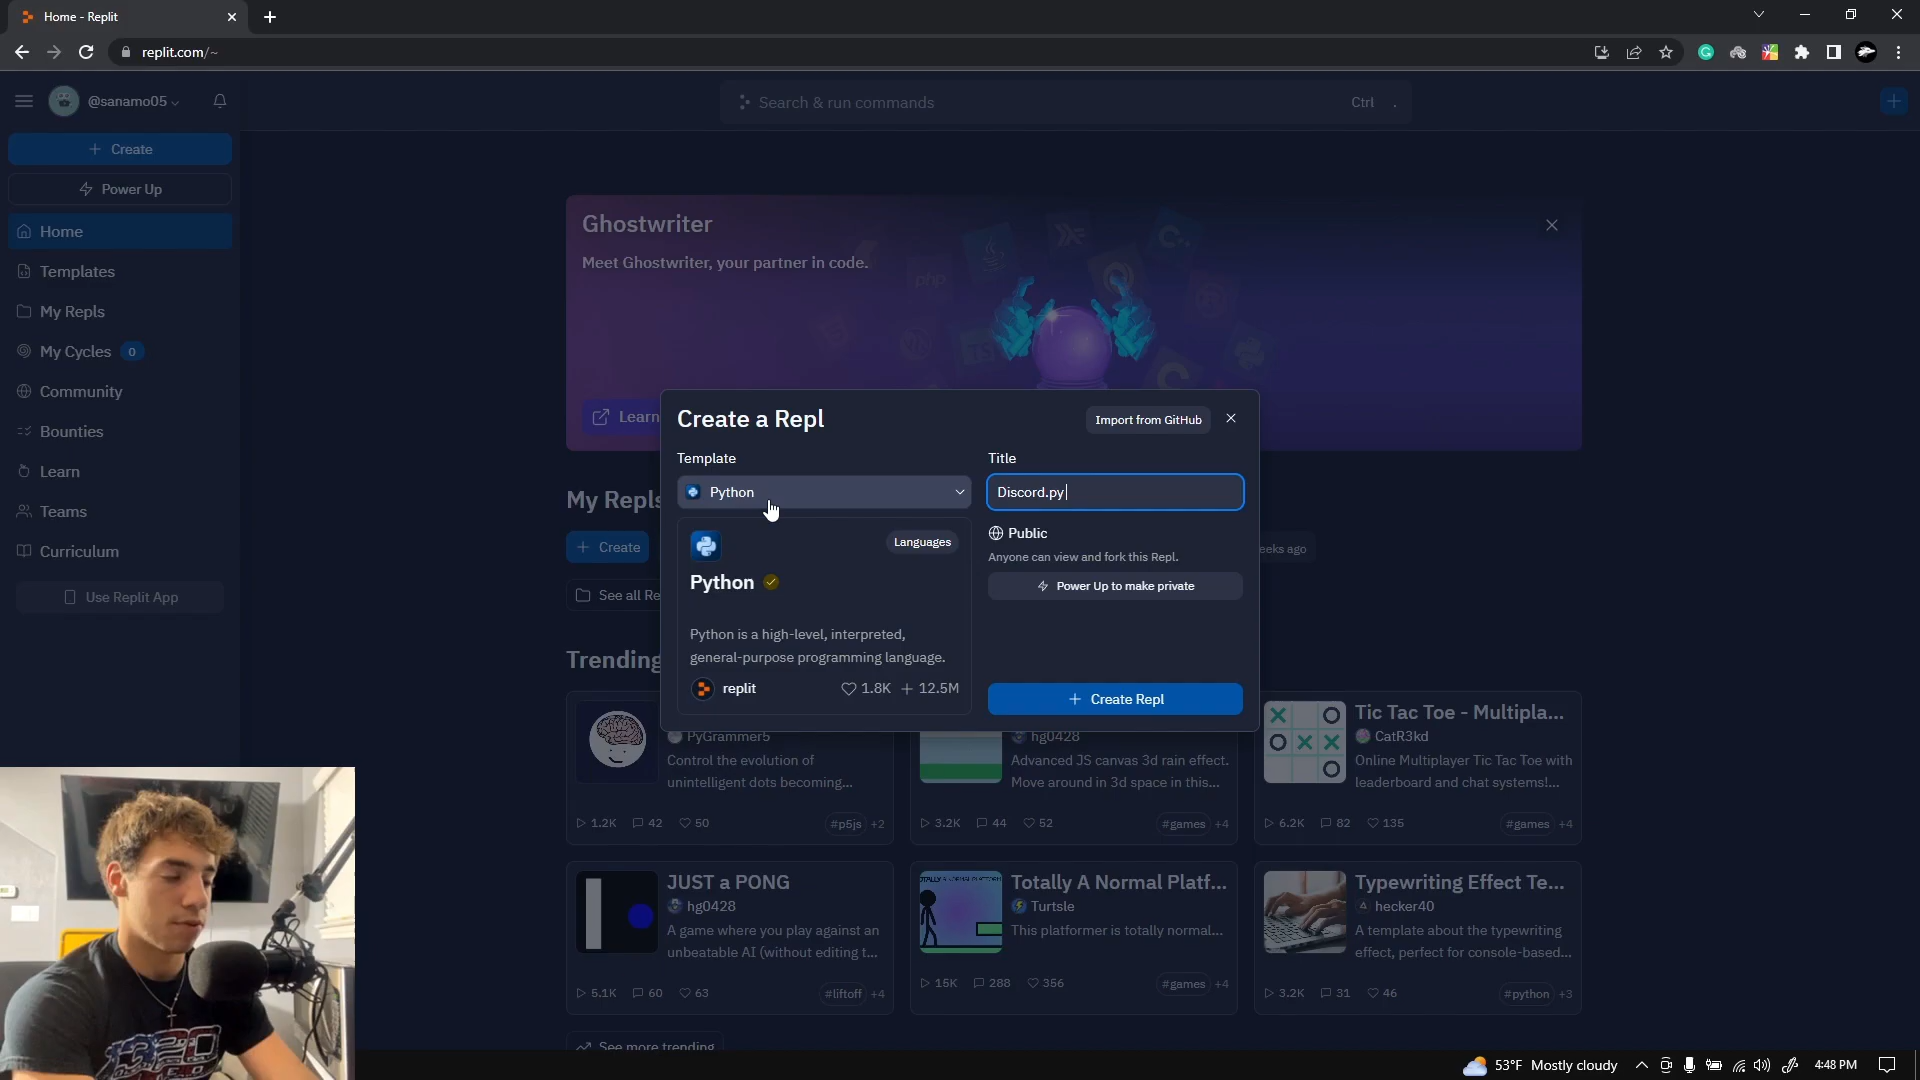 Home - Replit
replit.com/~
@sanamo05
Search & run commands
Ctrl .
Create
Power Up
Home
Templates
My Repls
My Cycles 0
Community
Bounties
Learn
Teams
Curriculum
Use Replit App
Ghostwriter
Meet Ghostwriter, your partner in code.
php
TS
Learn
Create a Repl
Import from GitHub
Template
Title
Python
Discord.py
Languages
Python
Python is a high-level, interpreted,
general-purpose programming language.
replit
1.8K
12.5M
Public
Anyone can view and fork this Repl.
Power Up to make private
Create Repl
My Repls
Create
eeks ago
See all Re
Trending
PyGrammer5
Control the evolution of
unintelligent dots becoming...
1.2K 42 50
#p5js +2
hg0428
Advanced JS canvas 3d rain effect.
Move around in 3d space in this...
3.2K 44 52
#games +4
Tic Tac Toe - Multipla...
CatR3kd
Online Multiplayer Tic Tac Toe with
leaderboard and chat systems!...
6.2K 82 135
#games +4
JUST a PONG
hg0428
A game where you play against an
unbeatable AI (without editing t...
5.1K 60 63
#liftoff +4
TOTALLY A NORMAL PLATFORM
Totally A Normal Platf...
Turtsle
This platformer is totally normal...
15K 288 356
#games +4
Typewriting Effect Te...
hecker40
A template about the typewriting
effect, perfect for console-based...
3.2K 31 46
#python +3
See more trending
53°F Mostly cloudy
4:48 PM